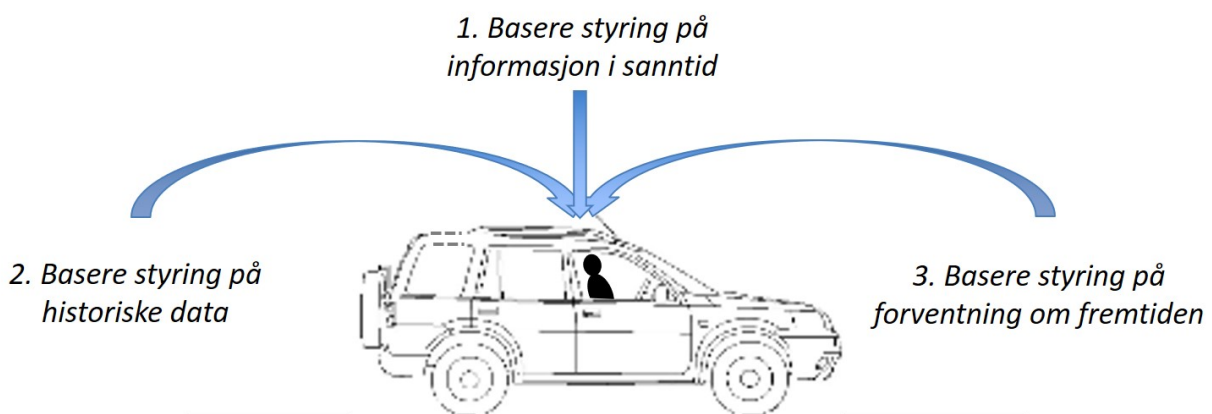 1. Basere styring på
informasjon i sanntid
2. Basere styring på
historiske data
3. Basere styring på
forventning om fremtiden